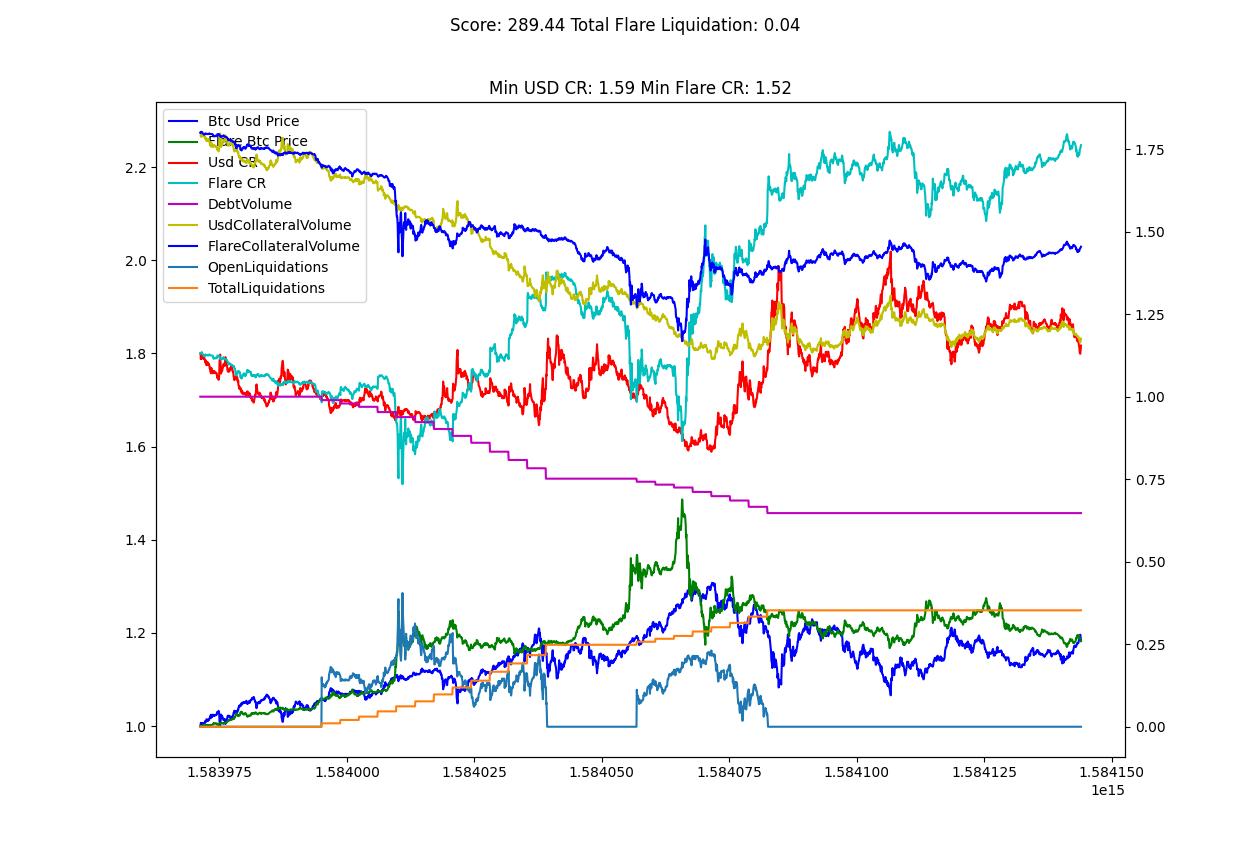 Score: 289.44 Total Flare Liquidation: 0.04
Min USD CR: 1.59 Min Flare CR: 1.52
Btc Usd Price
Flare Btc Price
Usd CR
Flare CR
DebtVolume
UsdCollateralVolume
FlareCollateralVolume
OpenLiquidations
TotalLiquidations
2.2
2.0
1.8
1.6
1.4
1.2
1.0
1.75
1.50
1.25
1.00
0.75
0.50
0.25
0.00
1.583975 1.584000 1.584025 1.584050 1.584075 1.584100 1.584125 1.584150
1e15